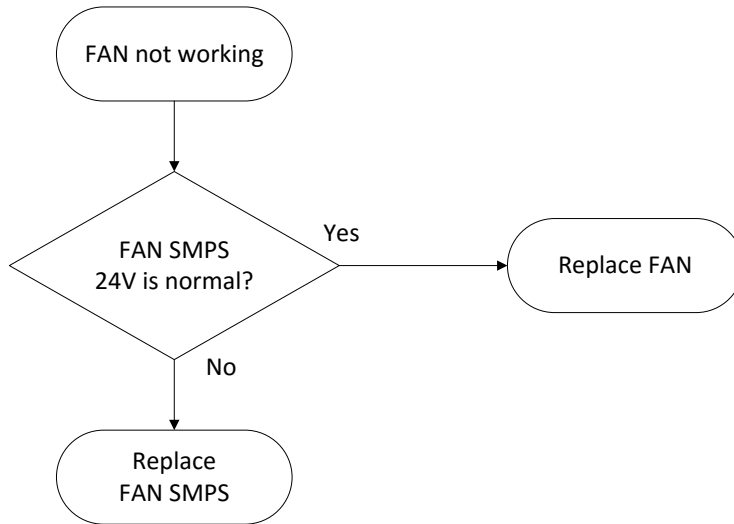 FAN not working
FAN SMPS
24V is normal?
Yes
Replace FAN
No
Replace
FAN SMPS